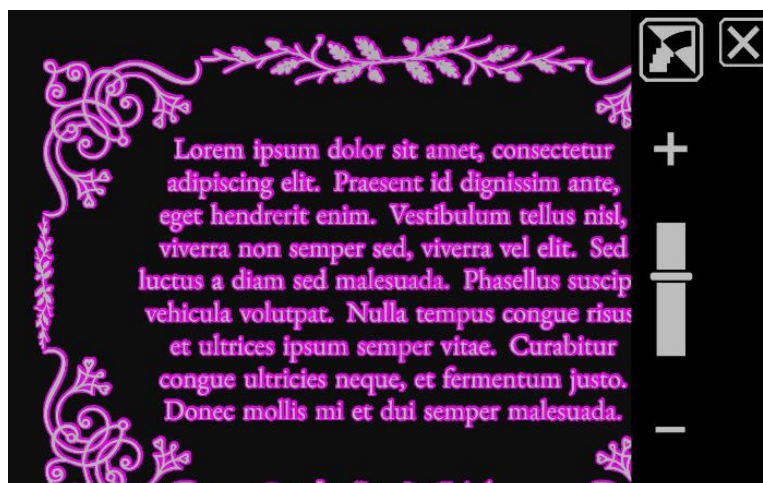 Lorem ipsum dolor sit amet, consectetur
adipiscing elit. Praesent id dignissim ante,
eget hendrerit enim. Vestibulum tellus nisl,
viverra non semper sed, viverra vel elit. Sed
luctus a diam sed malesuada. Phasellus suscip
vehicula volutpat. Nulla tempus congue risus
et ultrices ipsum semper vitae. Curabitur
congue ultricies neque, et fermentum justo.
Donec mollis mi et dui semper malesuada.